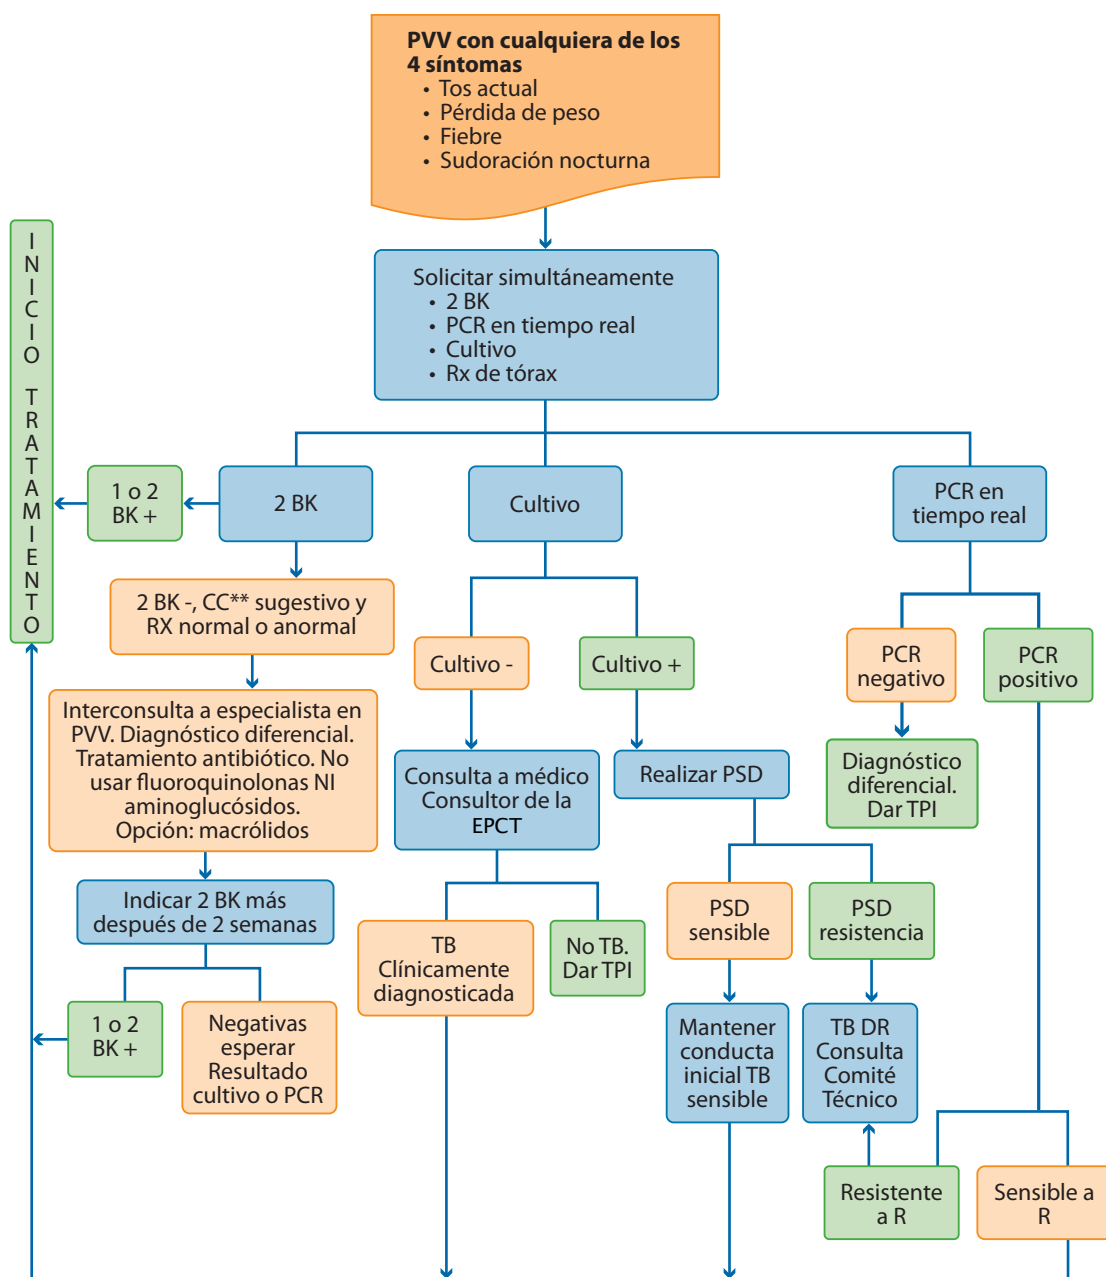 PVV con cualquiera de los
4 síntomas
• Tos actual
• Pérdida de peso
• Fiebre
• Sudoración nocturna
Solicitar simultáneamente
• 2 BK
• PCR en tiempo real
• Cultivo
• Rx de tórax
INICIO TRATAMIENTO
1 o 2
BK +
2 BK
Cultivo
PCR en
tiempo real
2 BK -, CC** sugestivo y
RX normal o anormal
Cultivo -
Cultivo +
PCR
negativo
PCR
positivo
Interconsulta a especialista en
PVV. Diagnóstico diferencial.
Tratamiento antibiótico. No
usar fluoroquinolonas NI
aminoglucósidos.
Opción: macrólidos
Consulta a médico
Consultor de la
EPCT
Realizar PSD
Diagnóstico
diferencial.
Dar TPI
Indicar 2 BK más
después de 2 semanas
TB
Clínicamente
diagnosticada
No TB.
Dar TPI
PSD
sensible
PSD
resistencia
1 o 2
BK +
Negativas
esperar
Resultado
cultivo o PCR
Mantener
conducta
inicial TB
sensible
TB DR
Consulta
Comité
Técnico
Resistente
a R
Sensible a
R